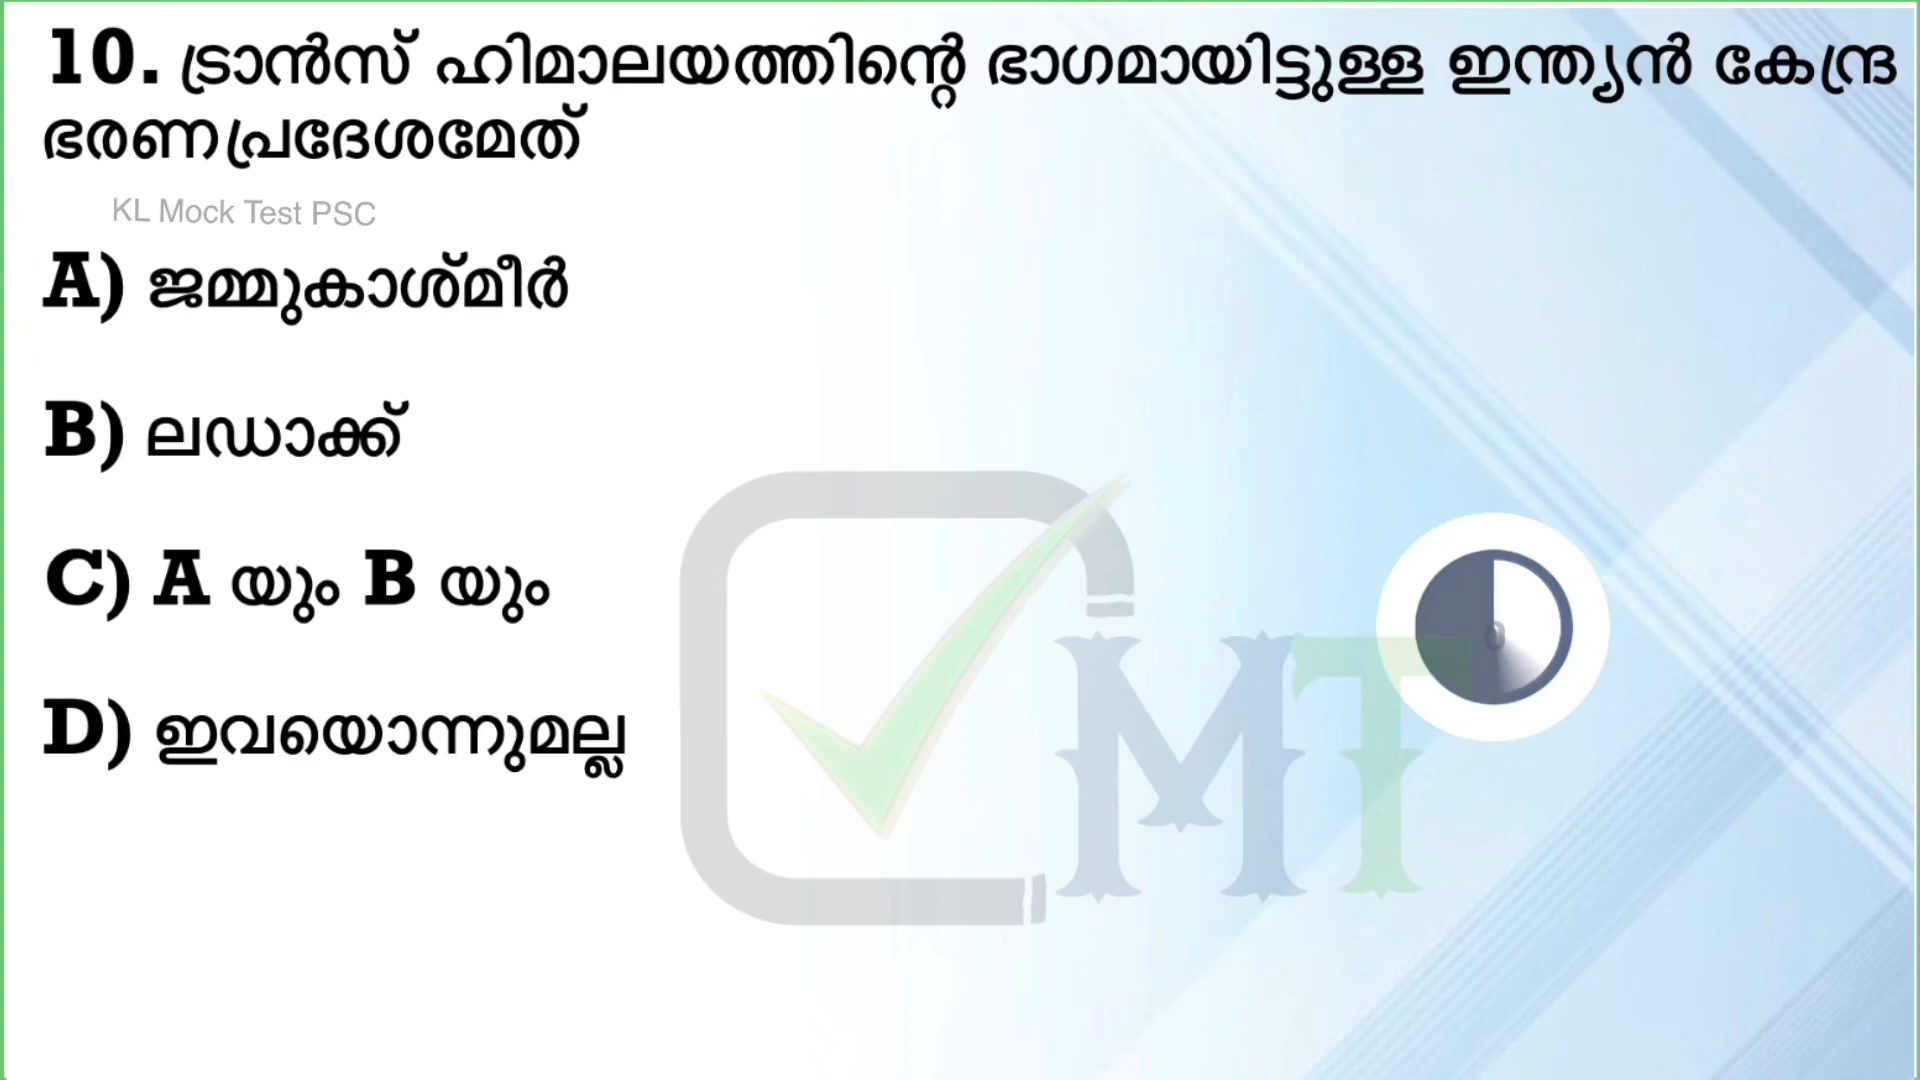 10. ട്രാൻസ് ഹിമാലയത്തിന്റെ ഭാഗമായിട്ടുള്ള ഇന്ത്യൻ കേന്ദ്ര
ഭരണപ്രദേശമേത്
KL Mock Test PSC
A) ജമ്മുകാശ്മീർ
B) ലഡാക്ക്
C) A യും B യും
D) ഇവയൊന്നുമല്ല
MT